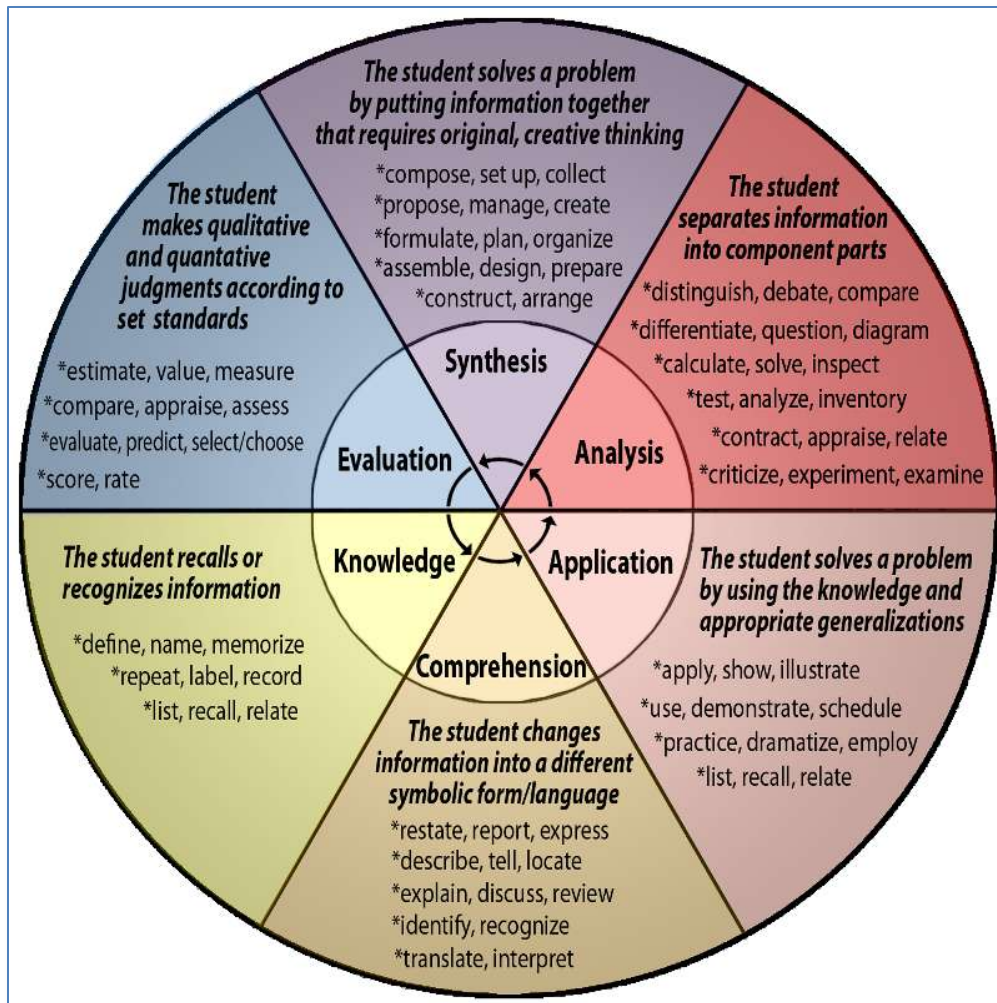 The student solves a problem
by putting information together
that requires original, creative thinking
*compose, set up, collect
*propose, manage, create
*formulate, plan, organize
*assemble, design, prepare
*construct, arrange
Synthesis
The student
separates information
into component parts
*distinguish, debate, compare
*differentiate, question, diagram
*calculate, solve, inspect
*test, analyze, inventory
*contract, appraise, relate
*criticize, experiment, examine
Analysis
The student solves a problem
by using the knowledge and
appropriate generalizations
*apply, show, illustrate
*use, demonstrate, schedule
*practice, dramatize, employ
*list, recall, relate
Application
Comprehension
The student changes
information into a different
symbolic form/language
*restate, report, express
*describe, tell, locate
*explain, discuss, review
*identify, recognize
*translate, interpret
Knowledge
The student recalls or
recognizes information
*define, name, memorize
*repeat, label, record
*list, recall, relate
The student
makes qualitative
and quantative
judgments according to
set standards
*estimate, value, measure
*compare, appraise, assess
*evaluate, predict, select/choose
*score, rate
Evaluation